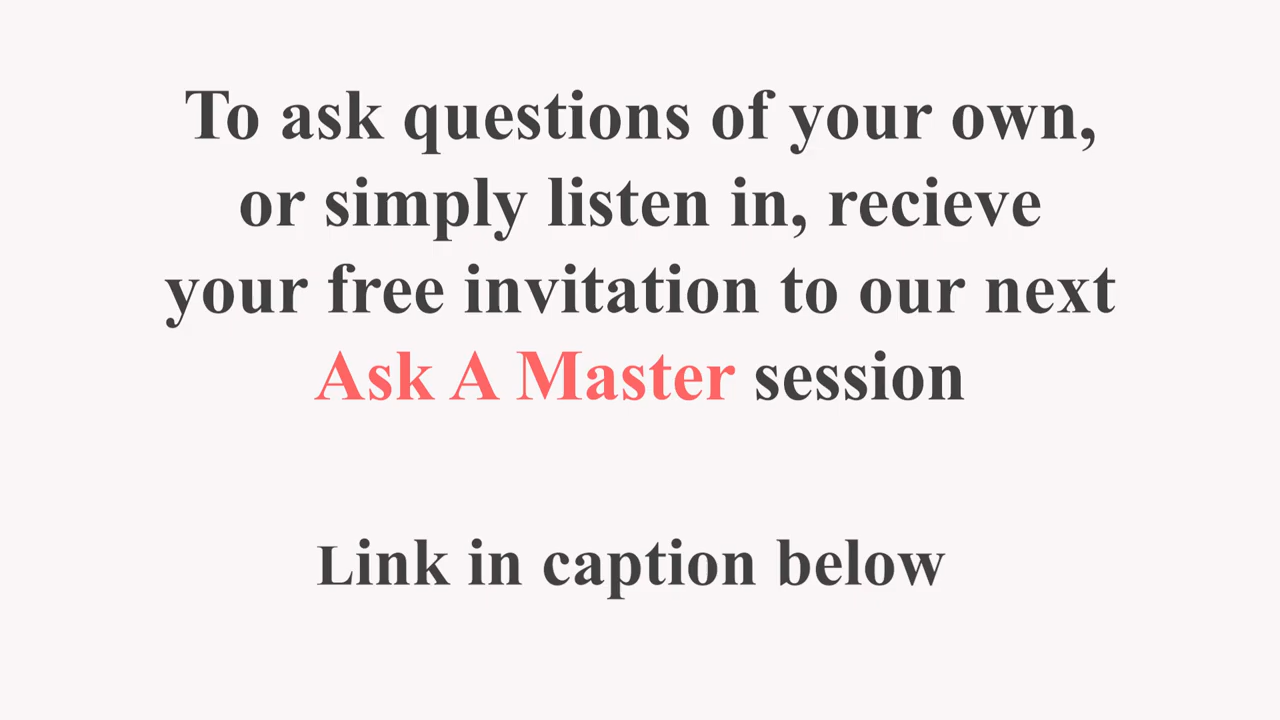 To ask questions of your own,
or simply listen in, recieve
your free invitation to our next
Ask A Master session
Link in caption below